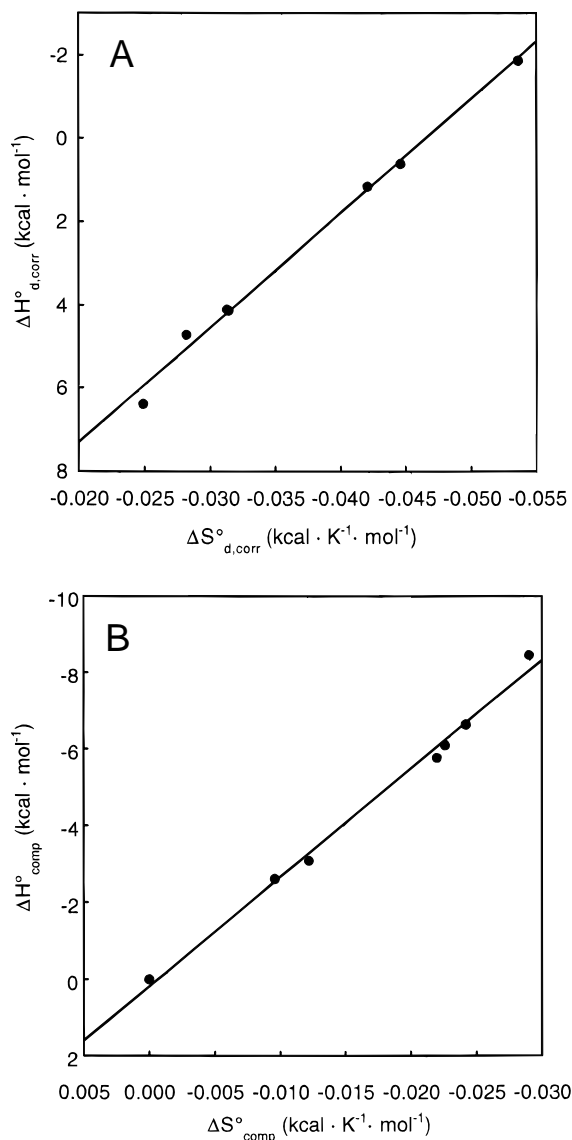 A
-2
0
2
4
6
8
ΔH°d,corr (kcal · mol-1)
-0.020 -0.025 -0.030 -0.035 -0.040 -0.045 -0.050 -0.055
ΔS°d,corr (kcal · K-1· mol-1)
B
-10
-8
-6
-4
-2
0
2
ΔH°comp (kcal · mol-1)
0.005 0.000 -0.005 -0.010 -0.015 -0.020 -0.025 -0.030
ΔS°comp (kcal · K-1· mol-1)